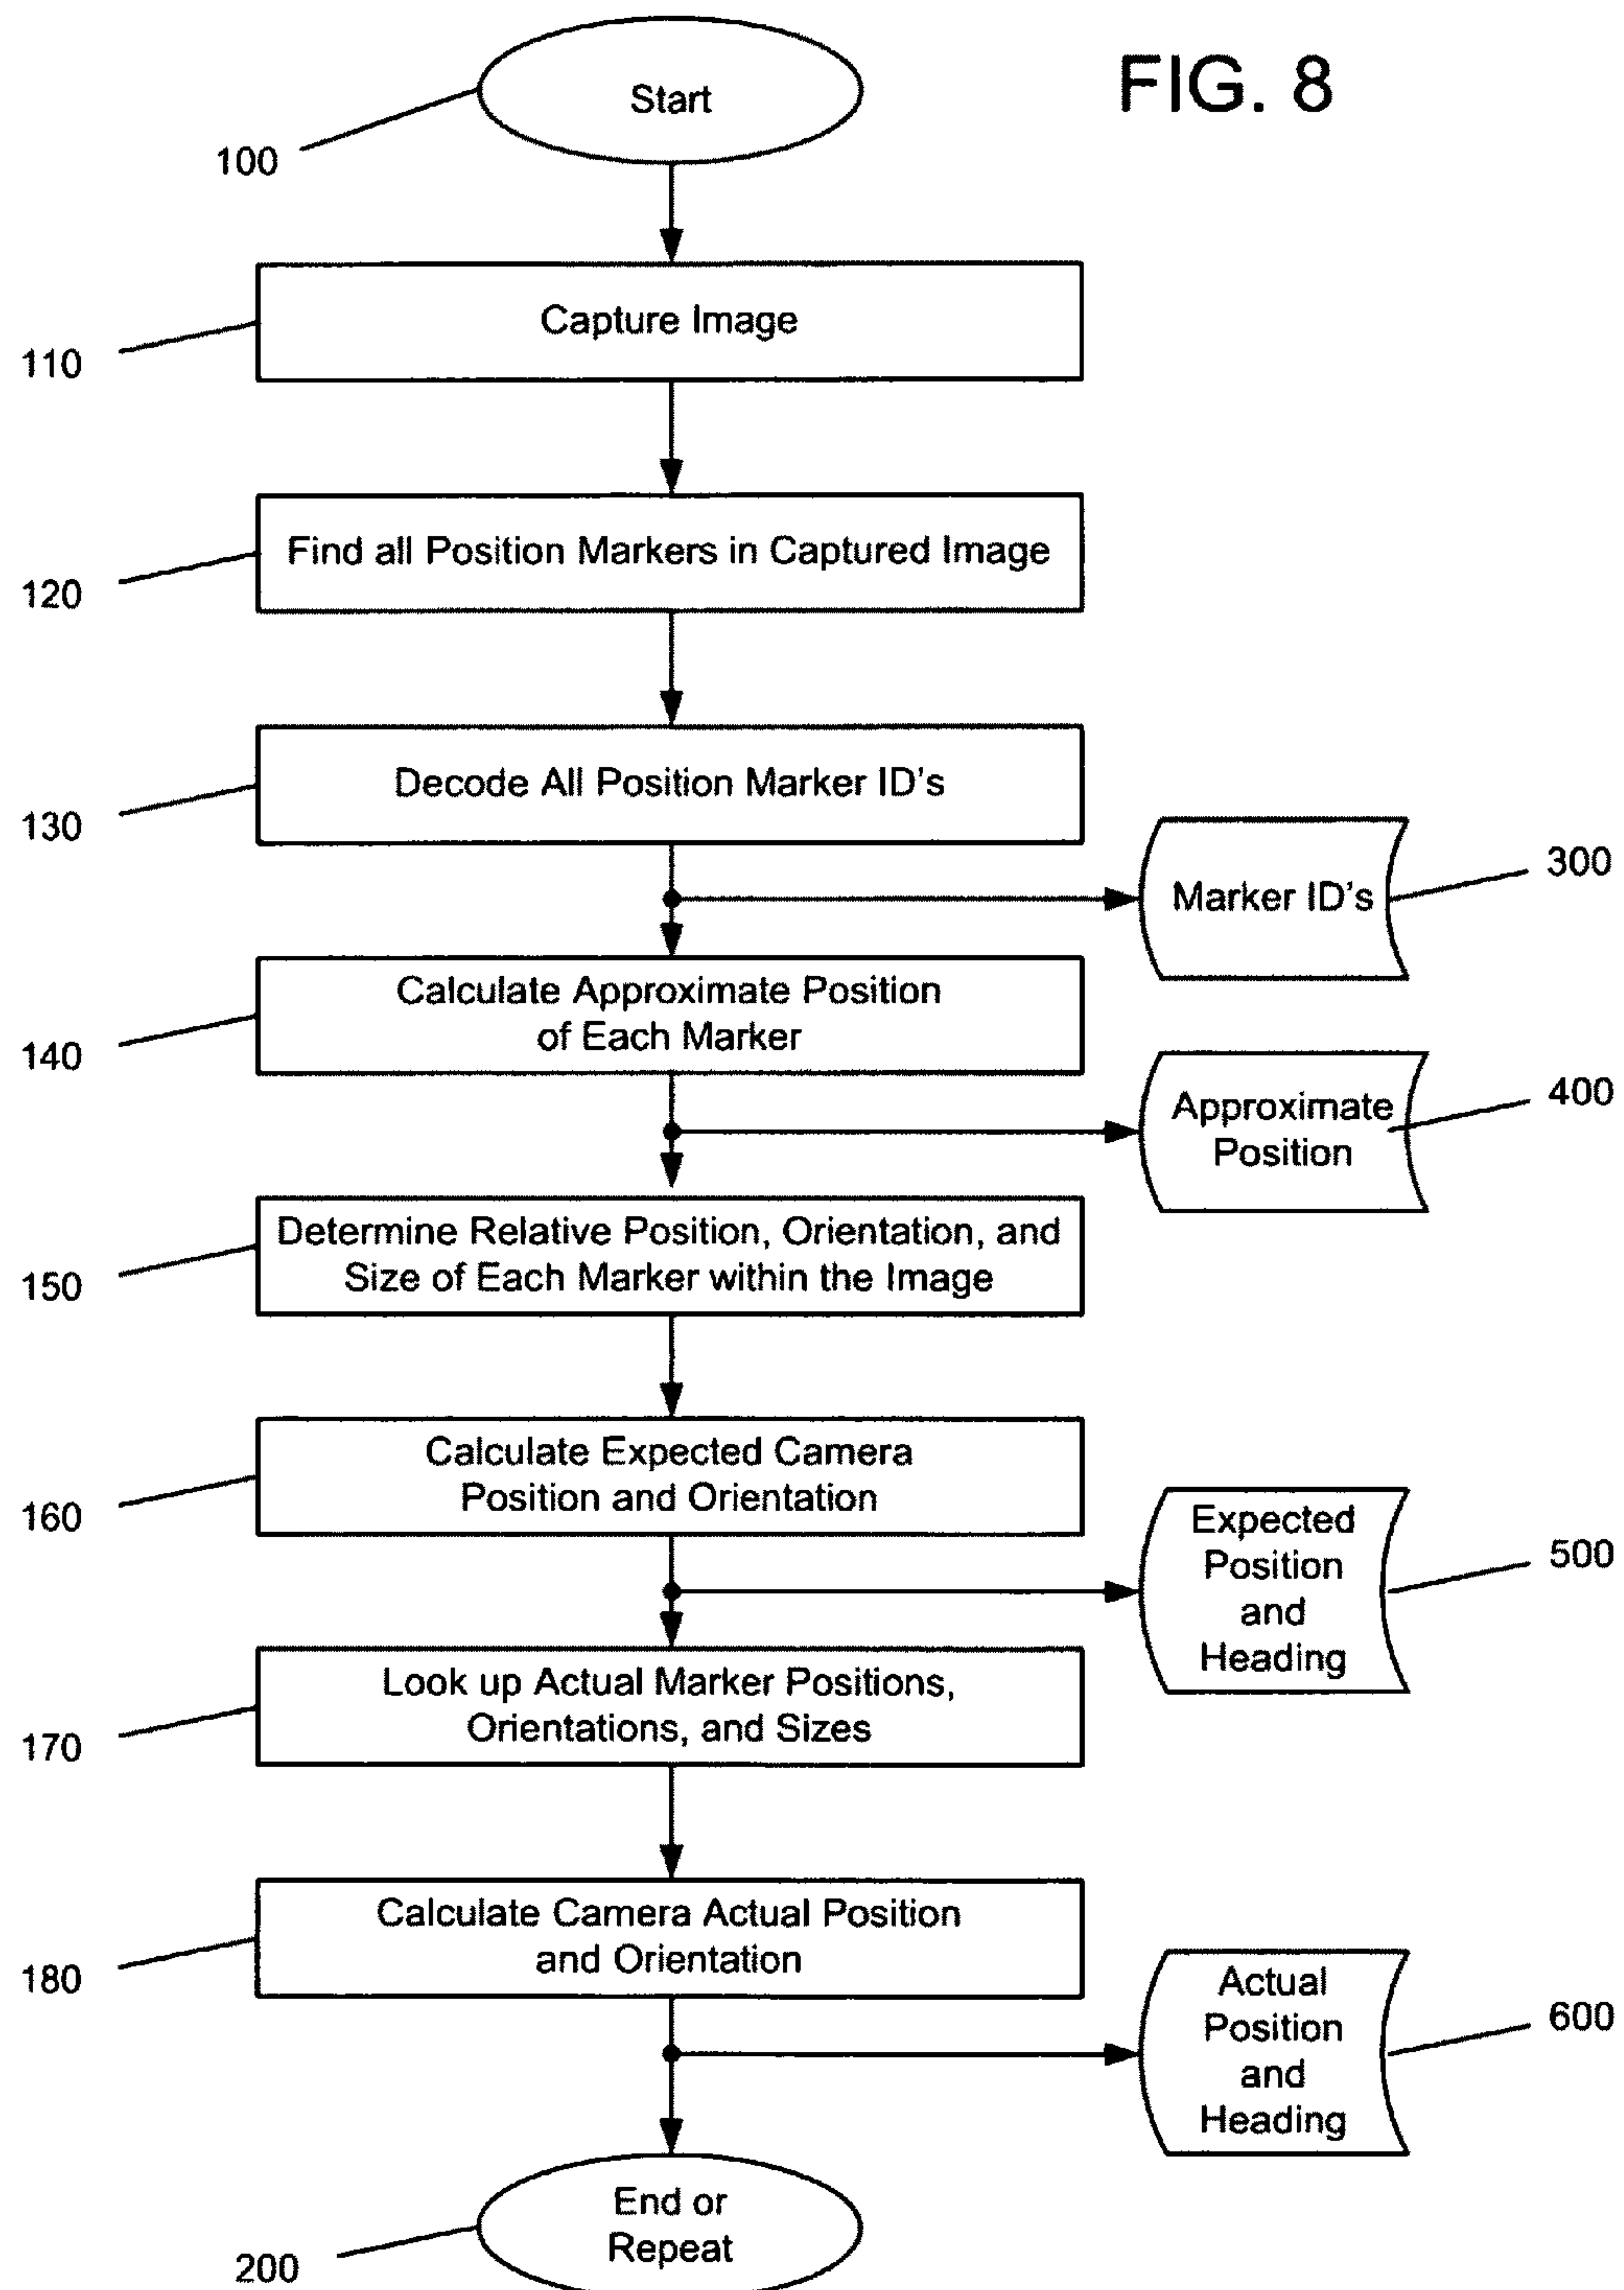 FIG. 8
Start
100
Capture Image
110
Find all Position Markers in Captured Image
120
Decode All Position Marker ID's
130
Marker ID's
300
Calculate Approximate Position
of Each Marker
140
Approximate
Position
400
Determine Relative Position, Orientation, and
Size of Each Marker within the Image
150
Calculate Expected Camera
Position and Orientation
160
Expected
Position
and
Heading
500
Look up Actual Marker Positions,
Orientations, and Sizes
170
Calculate Camera Actual Position
and Orientation
180
Actual
Position
and
Heading
600
End or
Repeat
200